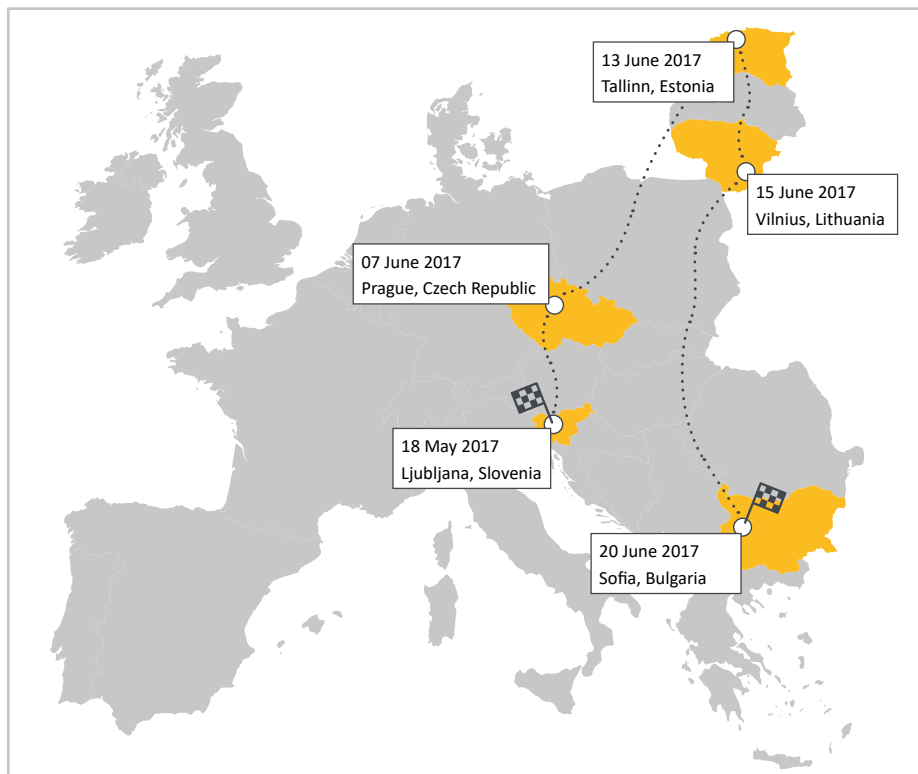 13 June 2017
Tallinn, Estonia
15 June 2017
Vilnius, Lithuania
07 June 2017
Prague, Czech Republic
18 May 2017
Ljubljana, Slovenia
20 June 2017
Sofia, Bulgaria